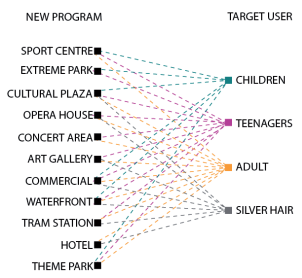 NEW PROGRAM
TARGET USER
SPORT CENTRE
EXTREME PARK
CULTURAL PLAZA
OPERA HOUSE
CONCERT AREA
ART GALLERY
COMMERCIAL
WATERFRONT
TRAM STATION
HOTEL
THEME PARK
CHILDREN
TEENAGERS
ADULT
SILVER HAIR